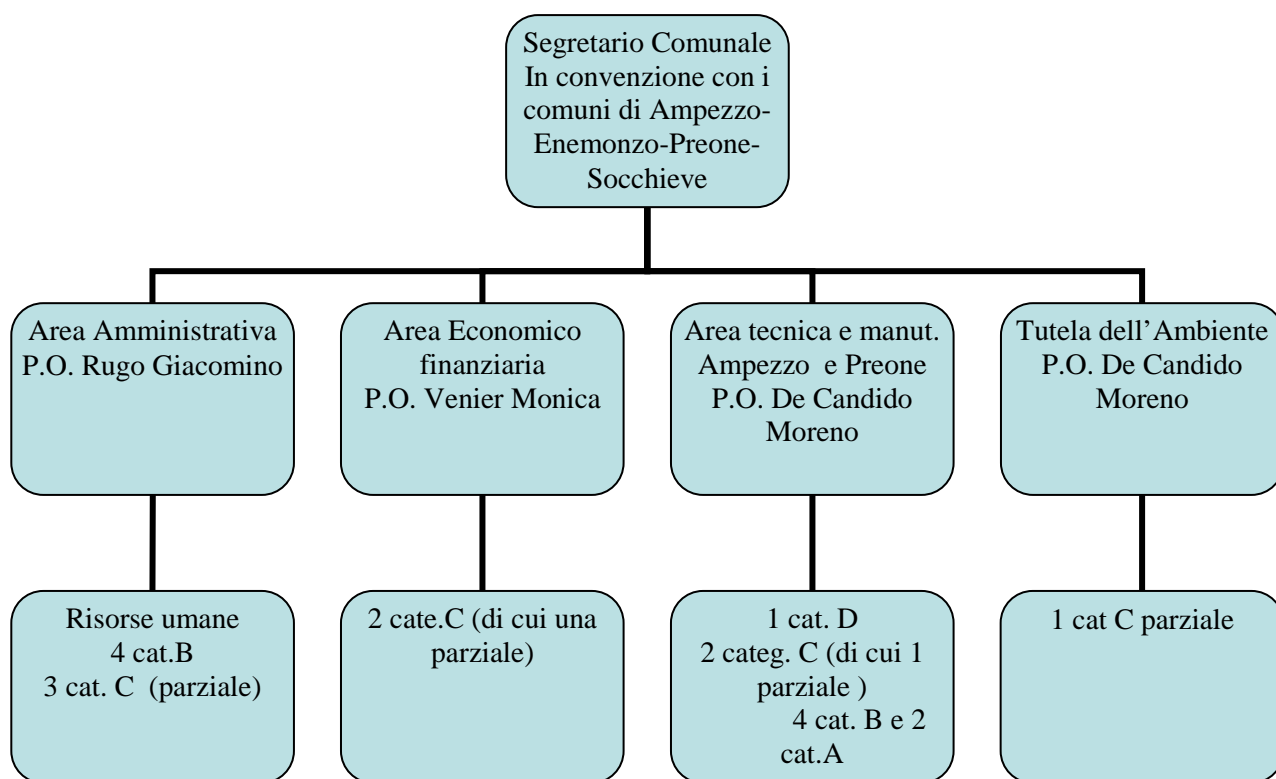 Segretario Comunale
In convenzione con i
comuni di Ampezzo-
Enemonzo-Preone-
Socchieve
Area Amministrativa
P.O. Rugo Giacomino
Area Economico
finanziaria
P.O. Venier Monica
Area tecnica e manut.
Ampezzo e Preone
P.O. De Candido
Moreno
Tutela dell’Ambiente
P.O. De Candido
Moreno
Risorse umane
4 cat.B
3 cat. C (parziale)
2 cate.C (di cui una
parziale)
1 cat. D
2 categ. C (di cui 1
parziale )
4 cat. B e 2
cat.A
1 cat C parziale